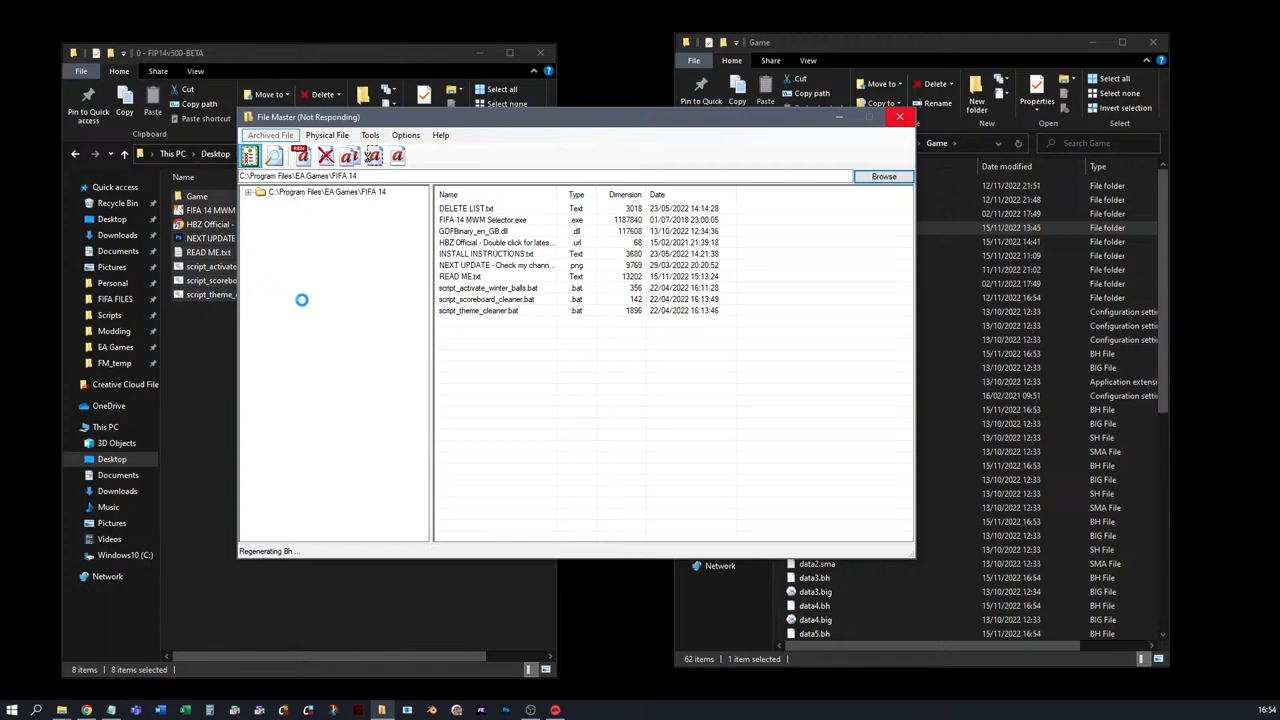 0 - FIP14v500-BETA
File Home Share View
Pin to Quick access
Copy
Paste
Cut
Copy path
Paste shortcut
Move to
Delete
Select all
Select none
Clipboard
This PC Desktop
Name
Quick access
Recycle Bin
Desktop
Downloads
Documents
Pictures
Personal
FIFA FILES
Scripts
Modding
EA Games
FM_temp
Creative Cloud File
OneDrive
This PC
3D Objects
Desktop
Documents
Downloads
Music
Pictures
Videos
Windows10 (C:)
Network
Game
FIFA 14 MWM
HBZ Official -
NEXT UPDATE
READ ME.txt
script_activate
script_scorebo
script_theme_c
8 items 8 items selected
File Master (Not Responding)
Archived File Physical File Tools Options Help
C:\Program Files\EA Games\FIFA 14
Browse
C:\Program Files\EA Games\FIFA 14
Name Type Dimension Date
DELETE LIST.txt Text 3018 23/05/2022 14:14:28
FIFA 14 MWM Selector.exe .exe 1187840 01/07/2018 23:00:05
GDFBinary_en_GB.dll .dll 117608 13/10/2022 12:34:36
HBZ Official - Double click for lates... .url 68 15/02/2021 21:39:18
INSTALL INSTRUCTIONS.txt Text 3680 23/05/2022 14:21:38
NEXT UPDATE - Check my chann... .png 9769 29/03/2022 20:20:52
READ ME.txt Text 13202 15/11/2022 15:13:24
script_activate_winter_balls.bat .bat 356 22/04/2022 16:11:28
script_scoreboard_cleaner.bat .bat 142 22/04/2022 16:13:49
script_theme_cleaner.bat .bat 1896 22/04/2022 16:13:46
Regenerating Bh ...
Game
File Home Share View
Pin to Quick access
Copy
Paste
Cut
Copy path
Move to
Delete
Copy to
Rename
New folder
Properties
Select all
Select none
Invert selection
Game
Search Game
Date modified Type
12/11/2022 21:51 File folder
12/11/2022 21:48 File folder
02/11/2022 17:49 File folder
15/11/2022 13:45 File folder
15/11/2022 14:41 File folder
15/11/2022 11:09 File folder
11/11/2022 21:02 File folder
02/11/2022 17:49 File folder
15/11/2022 13:52 File folder
13/10/2022 12:33 Configuration setti
13/10/2022 12:33 Configuration setti
13/10/2022 12:33 Configuration setti
15/11/2022 16:53 BH File
13/10/2022 12:33 BIG File
13/10/2022 12:33 Application extensi
16/02/2021 09:51 Configuration setti
15/11/2022 16:53 BH File
13/10/2022 12:33 BIG File
13/10/2022 12:33 SH File
13/10/2022 12:33 SMA File
15/11/2022 16:53 BH File
13/10/2022 12:33 BIG File
13/10/2022 12:33 SH File
13/10/2022 12:33 SMA File
15/11/2022 16:53 BH File
13/10/2022 12:33 BIG File
13/10/2022 12:33 SH File
data2.sma 13/10/2022 12:33 SMA File
data3.bh 15/11/2022 16:54 BH File
data3.big 13/10/2022 12:34 BIG File
data4.bh 15/11/2022 16:54 BH File
data4.big 13/10/2022 12:33 BIG File
data5.bh 15/11/2022 16:54 BH File
Network
62 items 1 item selected
16:54